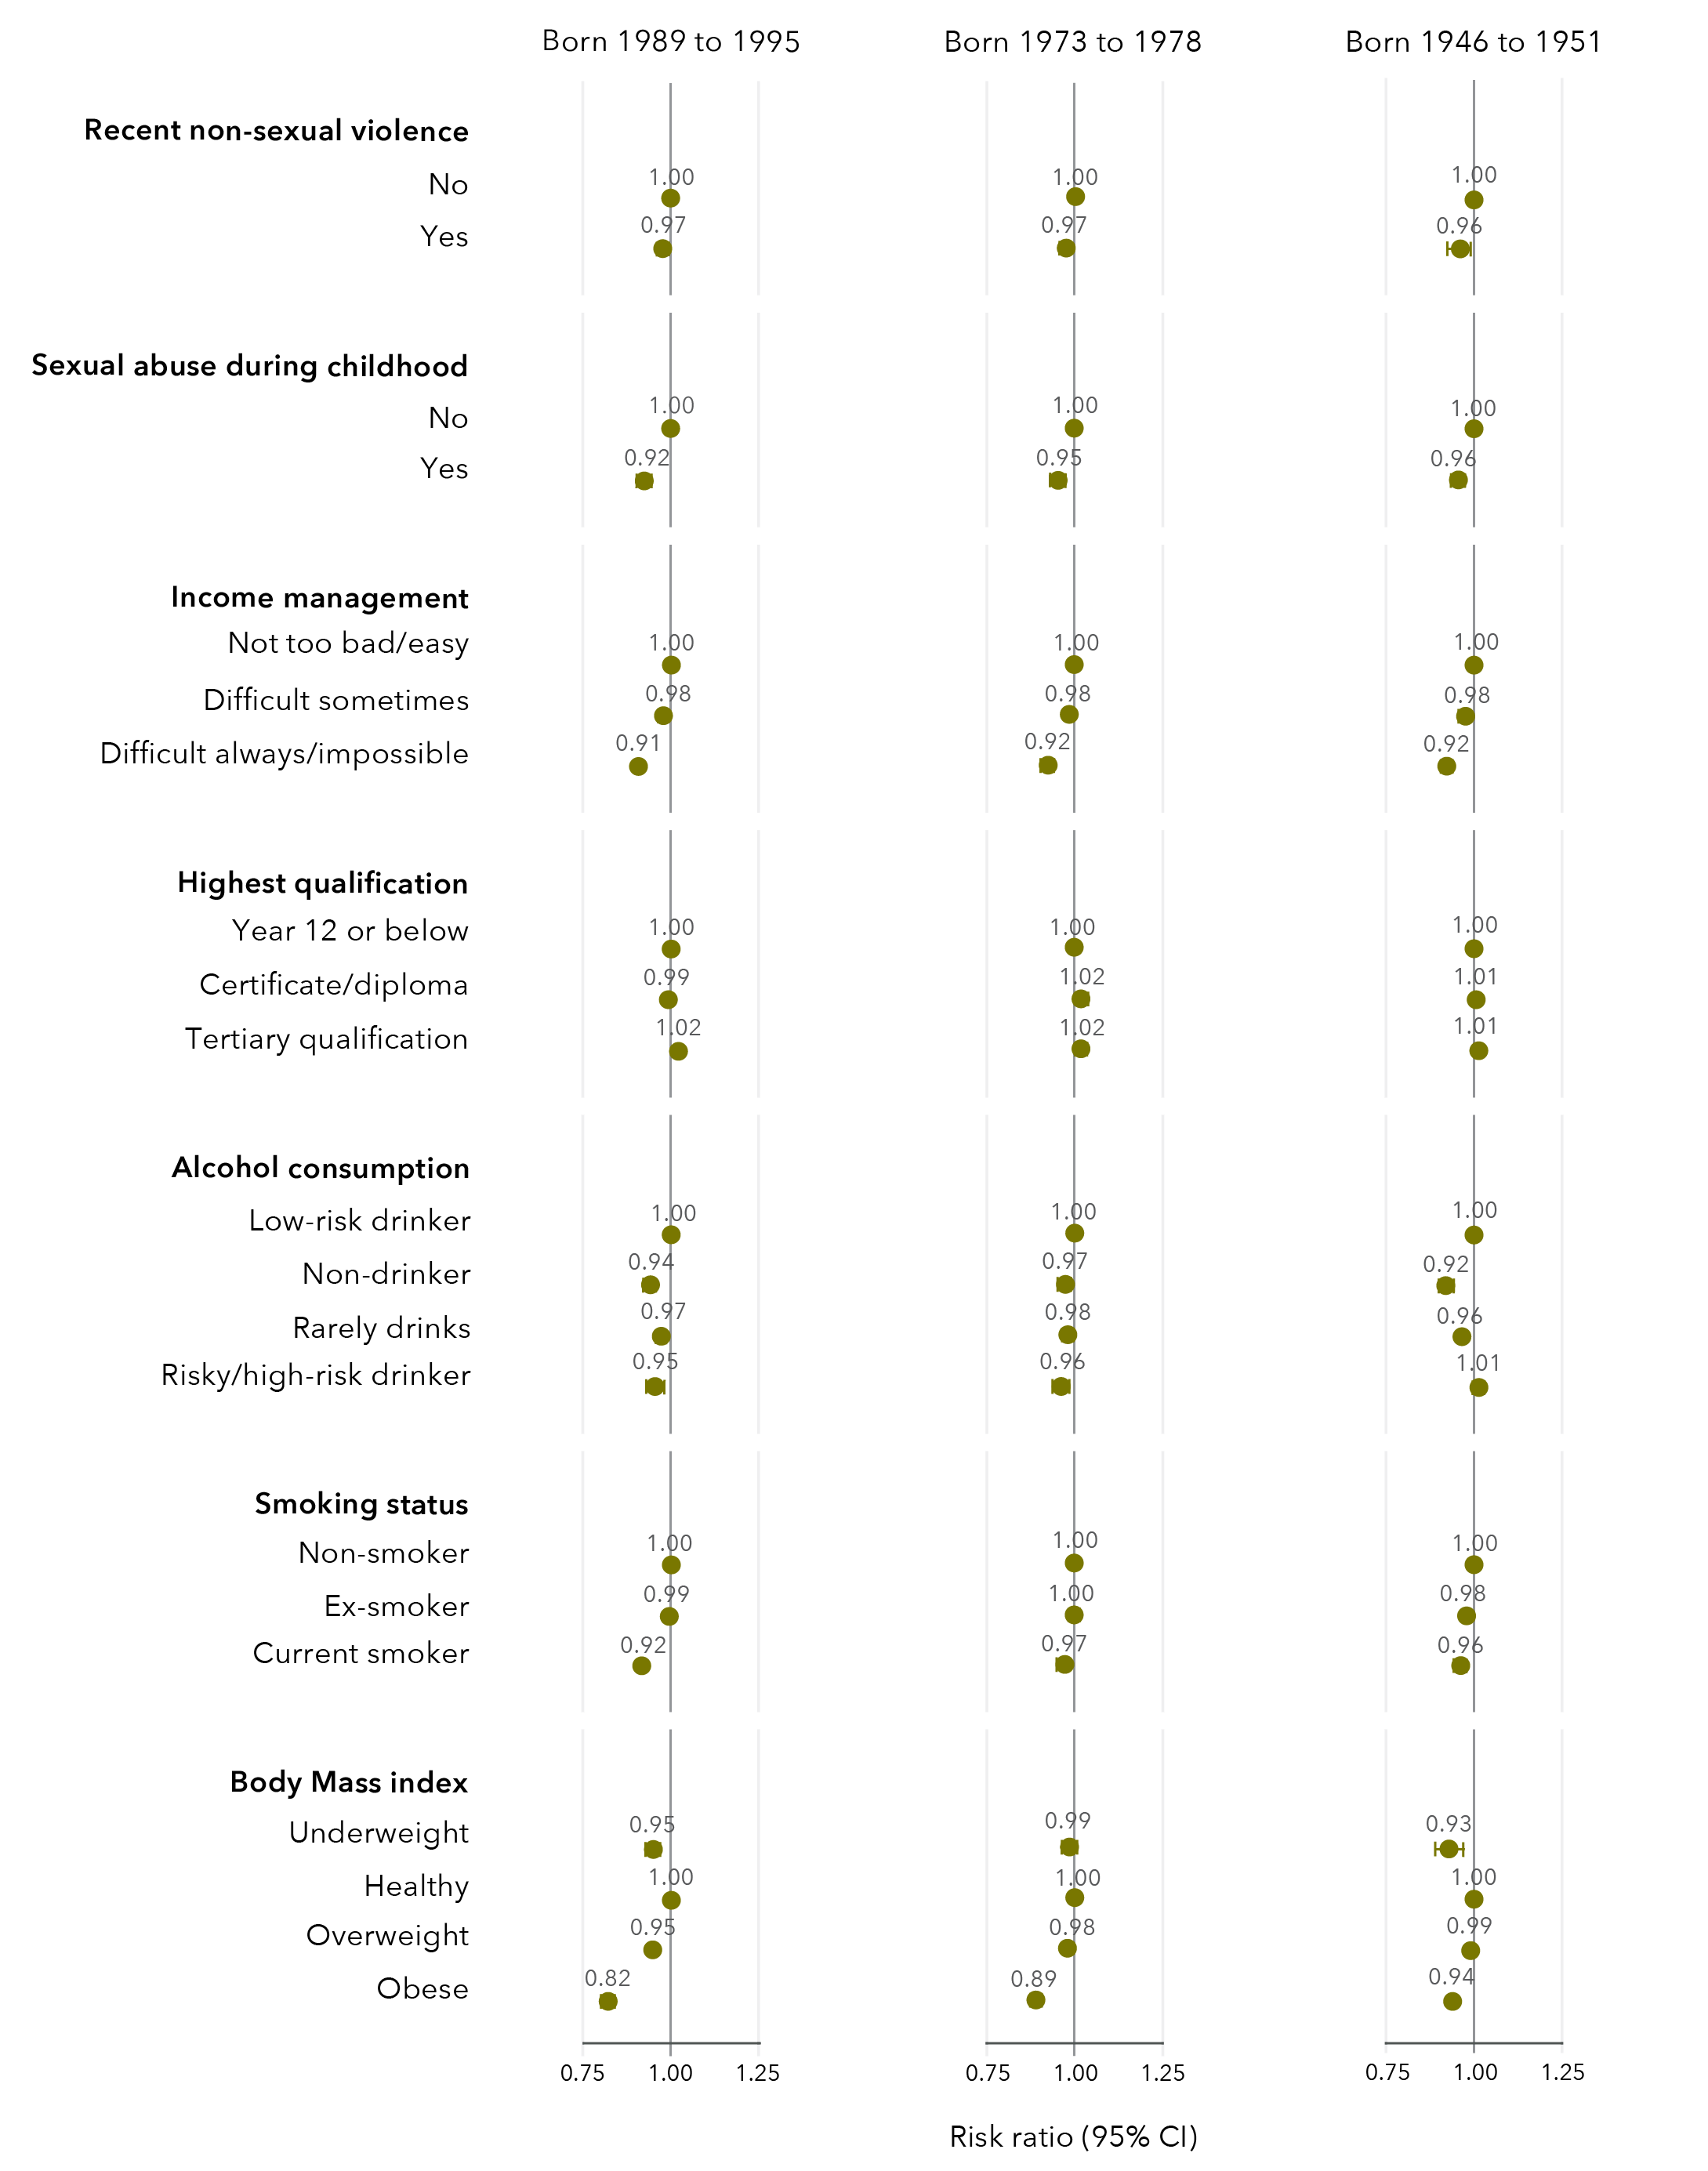 Born 1989 to 1995 Born 1973 to 1978 Born 1946 to 1951
Recent non-sexual violence
No 1.00 1.00 1.00
Yes 0.97 0.97 0.96
Sexual abuse during childhood
No 1.00 1.00 1.00
Yes 0.92 0.95 0.96
Income management
Not too bad/easy 1.00 1.00 1.00
Difficult sometimes 0.98 0.98 0.98
Difficult always/impossible 0.91 0.92 0.92
Highest qualification
Year 12 or below 1.00 1.00 1.00
Certificate/diploma 0.99 1.02 1.01
Tertiary qualification 1.02 1.02 1.01
Alcohol consumption
Low-risk drinker 1.00 1.00 1.00
Non-drinker 0.94 0.97 0.92
Rarely drinks 0.97 0.98 0.96
Risky/high-risk drinker 0.95 0.96 1.01
Smoking status
Non-smoker 1.00 1.00 1.00
Ex-smoker 0.99 1.00 0.98
Current smoker 0.92 0.97 0.96
Body Mass index
Underweight 0.95 0.99 0.93
Healthy 1.00 1.00 1.00
Overweight 0.95 0.98 0.99
Obese 0.82 0.89 0.94
0.75 1.00 1.25 0.75 1.00 1.25 0.75 1.00 1.25
Risk ratio (95% CI)